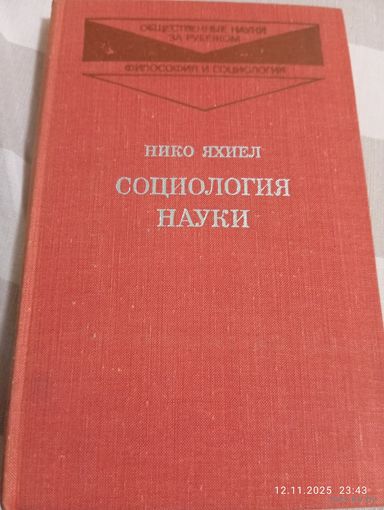 ОБЩЕСТВЕННЫЕ НАУКИ
ЗА РУБЕЖОМ
ФИЛОСОФИЯ И СОЦИОЛОГИЯ
НИКО ЯХИЕЛ
СОЦИОЛОГИЯ
НАУКИ
12.11.2025 23:43